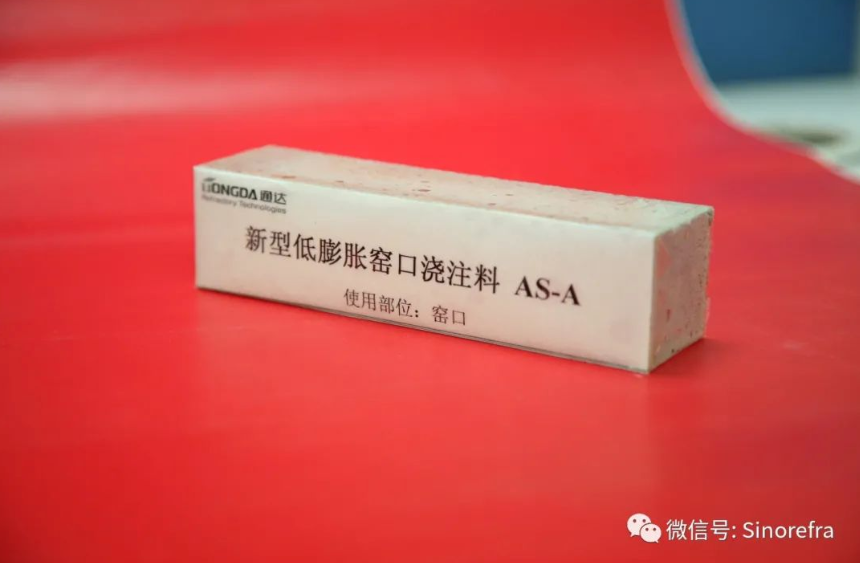 TONGDA 通达
Refractory Technologies
新型低膨胀窑口浇注料 AS-A
使用部位：窑口
微信号: Sinorefra